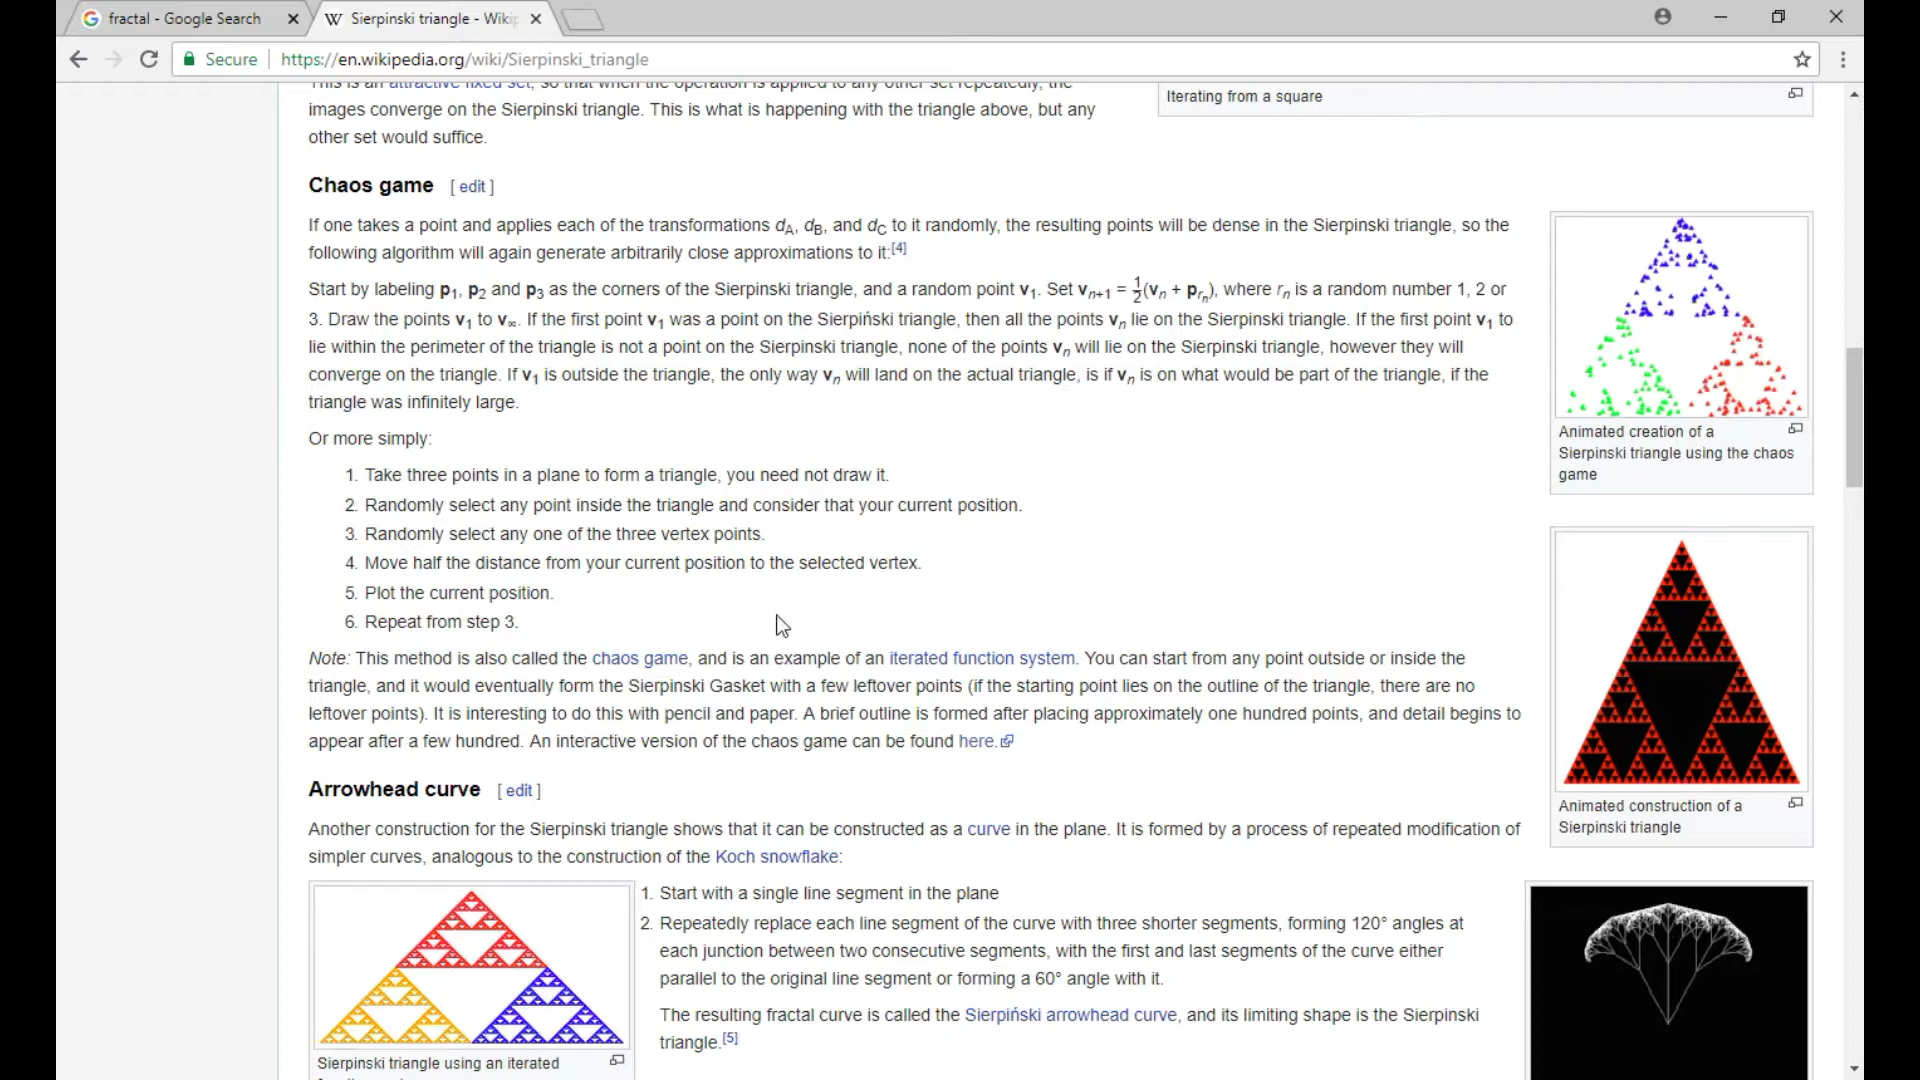 fractal - Google Search
Sierpinski triangle - Wikip
Secure
https://en.wikipedia.org/wiki/Sierpinski_triangle
This is an attractive fixed set, so that when the operation is applied to any other set repeatedly, the
images converge on the Sierpinski triangle. This is what is happening with the triangle above, but any
other set would suffice.
Iterating from a square
Chaos game [ edit ]
If one takes a point and applies each of the transformations dA, dB, and dC to it randomly, the resulting points will be dense in the Sierpinski triangle, so the
following algorithm will again generate arbitrarily close approximations to it:[4]
Start by labeling p1, p2 and p3 as the corners of the Sierpinski triangle, and a random point v1. Set vn+1 = 1/2(vn + prn), where rn is a random number 1, 2 or
3. Draw the points v1 to v∞. If the first point v1 was a point on the Sierpiński triangle, then all the points vn lie on the Sierpinski triangle. If the first point v1 to
lie within the perimeter of the triangle is not a point on the Sierpinski triangle, none of the points vn will lie on the Sierpinski triangle, however they will
converge on the triangle. If v1 is outside the triangle, the only way vn will land on the actual triangle, is if vn is on what would be part of the triangle, if the
triangle was infinitely large.
Or more simply:
1. Take three points in a plane to form a triangle, you need not draw it.
2. Randomly select any point inside the triangle and consider that your current position.
3. Randomly select any one of the three vertex points.
4. Move half the distance from your current position to the selected vertex.
5. Plot the current position.
6. Repeat from step 3.
Animated creation of a
Sierpinski triangle using the chaos
game
Note: This method is also called the chaos game, and is an example of an iterated function system. You can start from any point outside or inside the
triangle, and it would eventually form the Sierpinski Gasket with a few leftover points (if the starting point lies on the outline of the triangle, there are no
leftover points). It is interesting to do this with pencil and paper. A brief outline is formed after placing approximately one hundred points, and detail begins to
appear after a few hundred. An interactive version of the chaos game can be found here.
Animated construction of a
Sierpinski triangle
Arrowhead curve [ edit ]
Another construction for the Sierpinski triangle shows that it can be constructed as a curve in the plane. It is formed by a process of repeated modification of
simpler curves, analogous to the construction of the Koch snowflake:
1. Start with a single line segment in the plane
2. Repeatedly replace each line segment of the curve with three shorter segments, forming 120° angles at
each junction between two consecutive segments, with the first and last segments of the curve either
parallel to the original line segment or forming a 60° angle with it.
The resulting fractal curve is called the Sierpiński arrowhead curve, and its limiting shape is the Sierpinski
triangle.[5]
Sierpinski triangle using an iterated